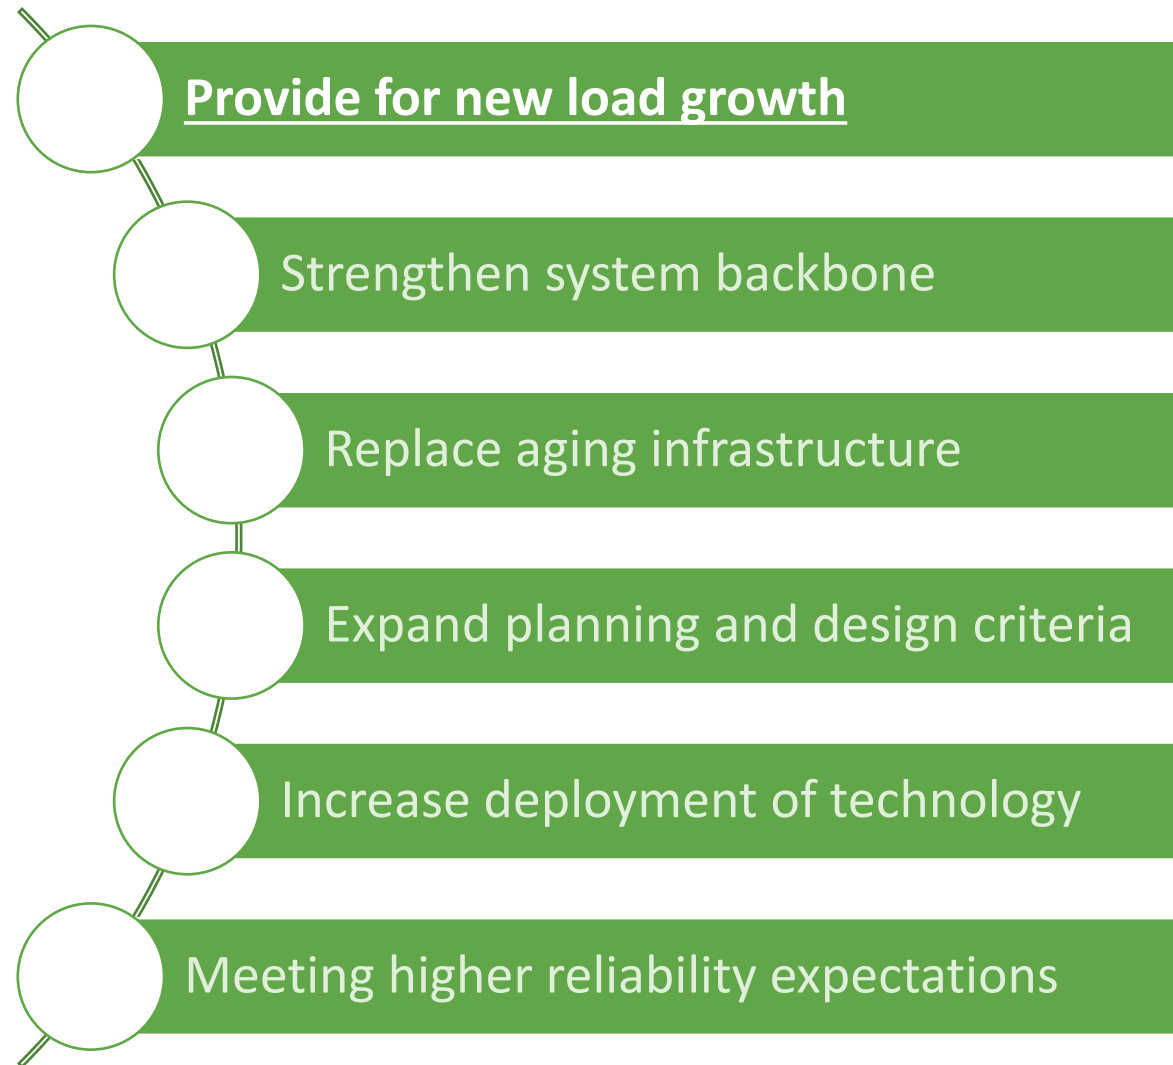 Provide for new load growth
Strengthen system backbone
Replace aging infrastructure
Expand planning and design criteria
Increase deployment of technology
Meeting higher reliability expectations